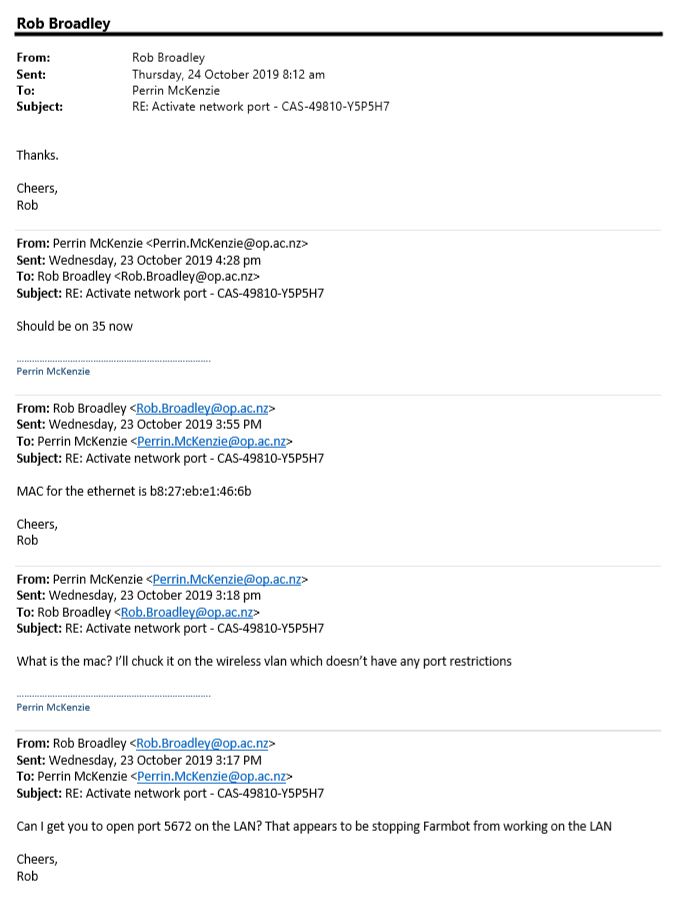 Rob Broadley
From: Rob Broadley
Sent: Thursday, 24 October 2019 8:12 am
To: Perrin McKenzie
Subject: RE: Activate network port - CAS-49810-Y5P5H7
Thanks.
Cheers,
Rob
From: Perrin McKenzie <Perrin.McKenzie@op.ac.nz>
Sent: Wednesday, 23 October 2019 4:28 pm
To: Rob Broadley <Rob.Broadley@op.ac.nz>
Subject: RE: Activate network port - CAS-49810-Y5P5H7
Should be on 35 now
Perrin McKenzie
From: Rob Broadley <Rob.Broadley@op.ac.nz>
Sent: Wednesday, 23 October 2019 3:55 PM
To: Perrin McKenzie <Perrin.McKenzie@op.ac.nz>
Subject: RE: Activate network port - CAS-49810-Y5P5H7
MAC for the ethernet is b8:27:eb:e1:46:6b
Cheers,
Rob
From: Perrin McKenzie <Perrin.McKenzie@op.ac.nz>
Sent: Wednesday, 23 October 2019 3:18 pm
To: Rob Broadley <Rob.Broadley@op.ac.nz>
Subject: RE: Activate network port - CAS-49810-Y5P5H7
What is the mac? I'll chuck it on the wireless vlan which doesn't have any port restrictions
Perrin McKenzie
From: Rob Broadley <Rob.Broadley@op.ac.nz>
Sent: Wednesday, 23 October 2019 3:17 PM
To: Perrin McKenzie <Perrin.McKenzie@op.ac.nz>
Subject: RE: Activate network port - CAS-49810-Y5P5H7
Can I get you to open port 5672 on the LAN? That appears to be stopping Farmbot from working on the LAN
Cheers,
Rob